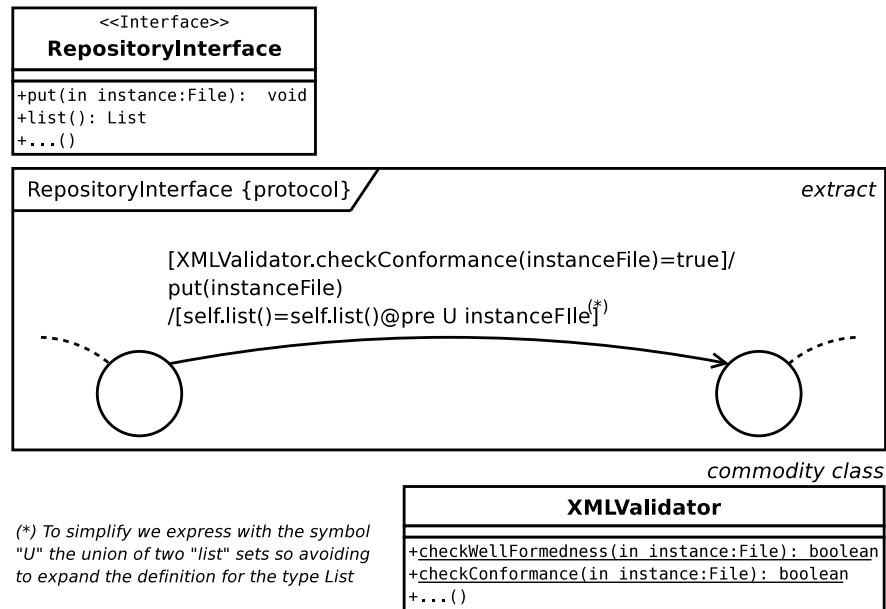 <<Interface>>
RepositoryInterface
+put(in instance:File):  void
+list(): List
+...()
RepositoryInterface {protocol}
extract
[XMLValidator.checkConformance(instanceFile)=true]/
put(instanceFile)
/[self.list()=self.list()@pre U instanceFIle](*)
commodity class
XMLValidator
+checkWellFormedness(in instance:File): boolean
+checkConformance(in instance:File): boolean
+...()
(*) To simplify we express with the symbol
"U" the union of two "list" sets so avoiding
to expand the definition for the type List